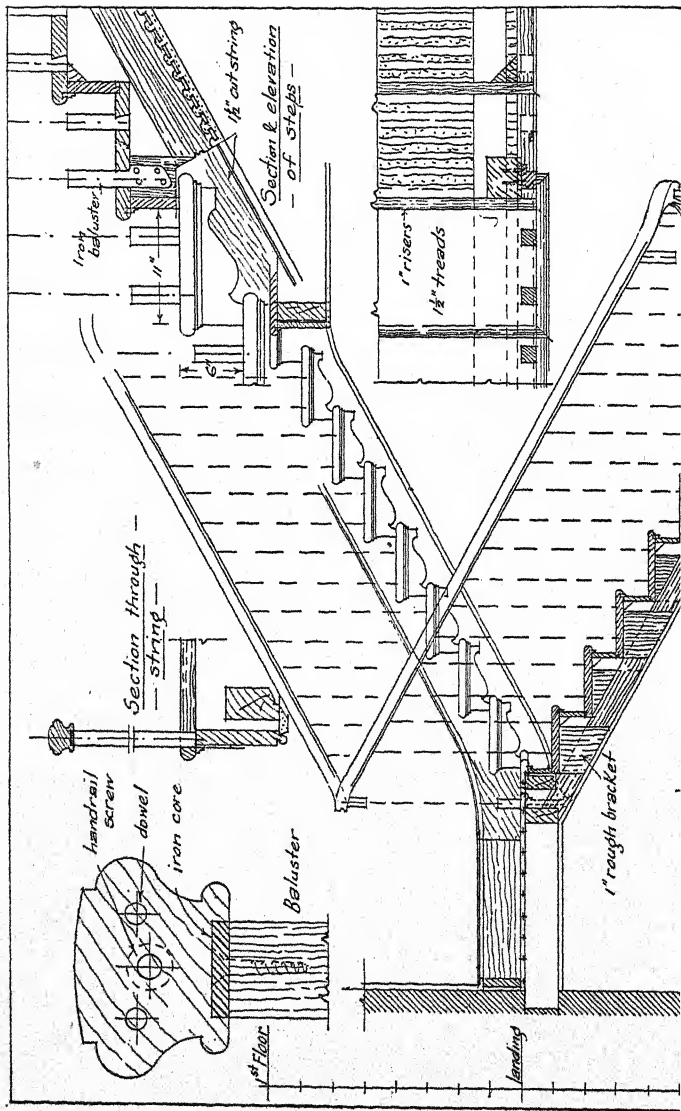 handrail
screw
dowel
iron core
Baluster
Section through
— string —
Iron
baluster
11"
6"
1½" cut string
Section & elevation
— of steps —
1" risers
1½" treads
1" rough bracket
1st Floor
landing